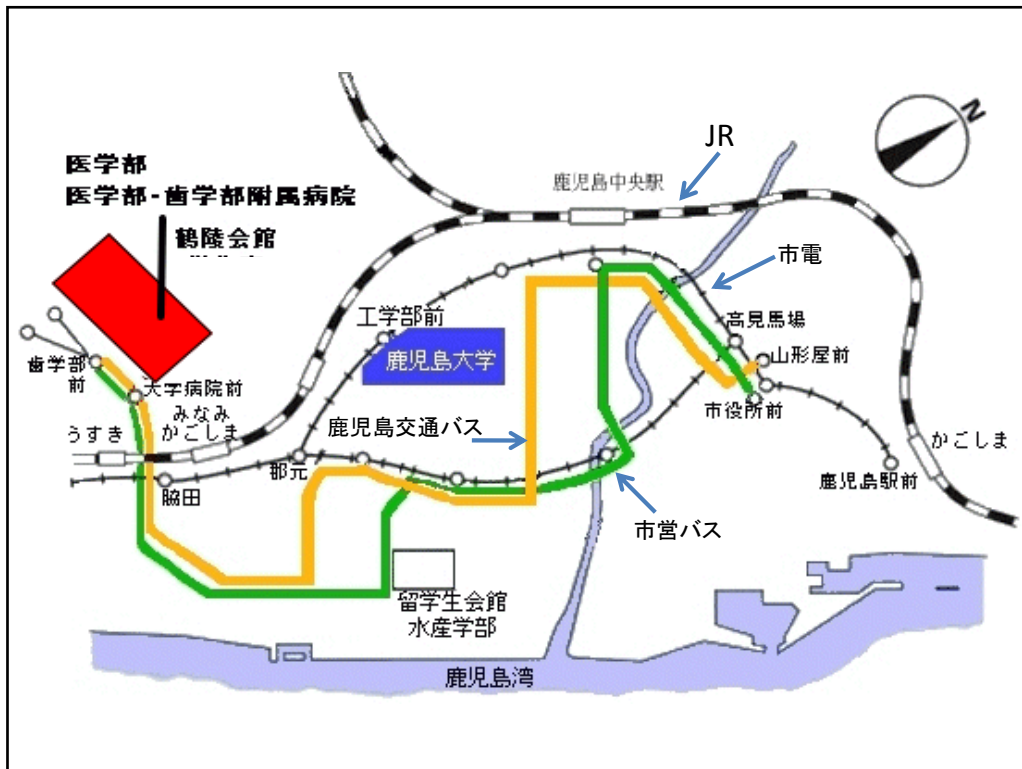 N
JR
医学部
医学部-歯学部附属病院
鶴陵会館
鹿児島中央駅
市電
工学部前
高見馬場
鹿児島大学
山形屋前
歯学部
前
大学病院前
市役所前
みなみ
かごしま
うすき
鹿児島交通バス
かごしま
郡元
脇田
鹿児島駅前
市営バス
留学生会館
水産学部
鹿児島湾